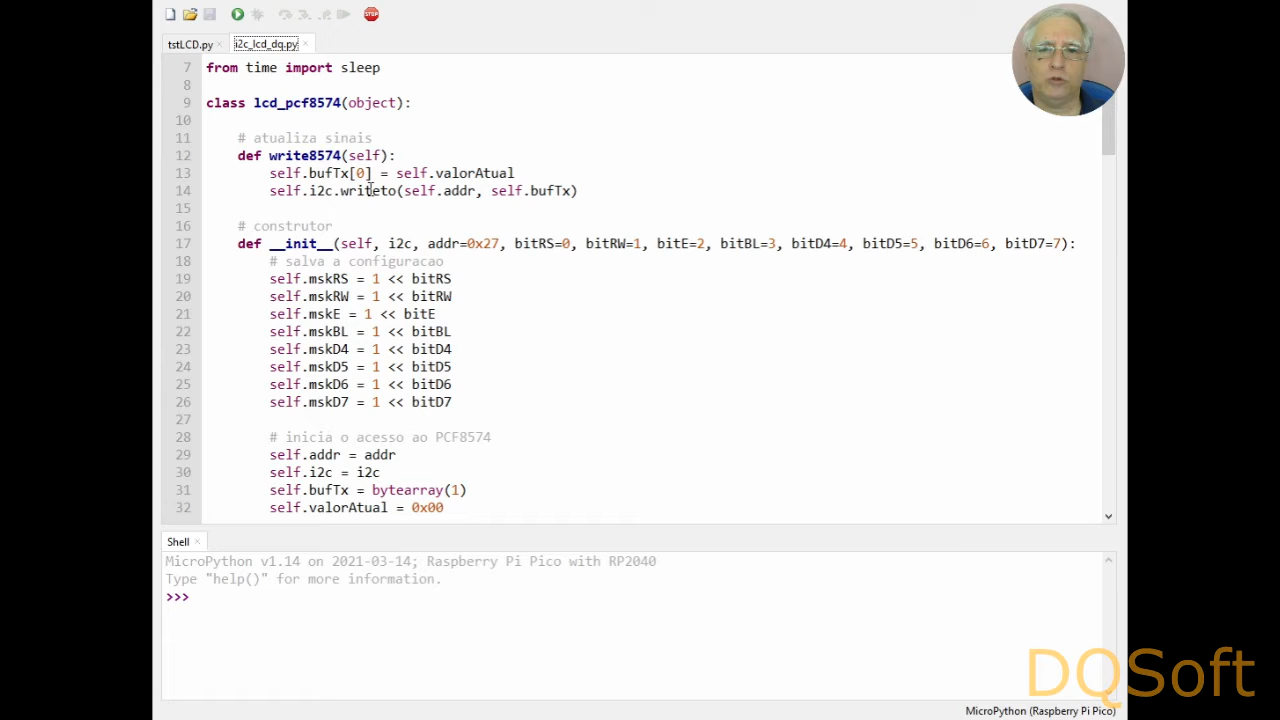 tstLCD.py
i2c_lcd_dq.py
7 from time import sleep
8
9 class lcd_pcf8574(object):
10
11 # atualiza sinais
12 def write8574(self):
13 self.bufTx[0] = self.valorAtual
14 self.i2c.writeto(self.addr, self.bufTx)
15
16 # construtor
17 def __init__(self, i2c, addr=0x27, bitRS=0, bitRW=1, bitE=2, bitBL=3, bitD4=4, bitD5=5, bitD6=6, bitD7=7):
18 # salva a configuracao
19 self.mskRS = 1 << bitRS
20 self.mskRW = 1 << bitRW
21 self.mskE = 1 << bitE
22 self.mskBL = 1 << bitBL
23 self.mskD4 = 1 << bitD4
24 self.mskD5 = 1 << bitD5
25 self.mskD6 = 1 << bitD6
26 self.mskD7 = 1 << bitD7
27
28 # inicia o acesso ao PCF8574
29 self.addr = addr
30 self.i2c = i2c
31 self.bufTx = bytearray(1)
32 self.valorAtual = 0x00
Shell
MicroPython v1.14 on 2021-03-14; Raspberry Pi Pico with RP2040
Type "help()" for more information.
>>>
DQSoft
MicroPython (Raspberry Pi Pico)
STOP